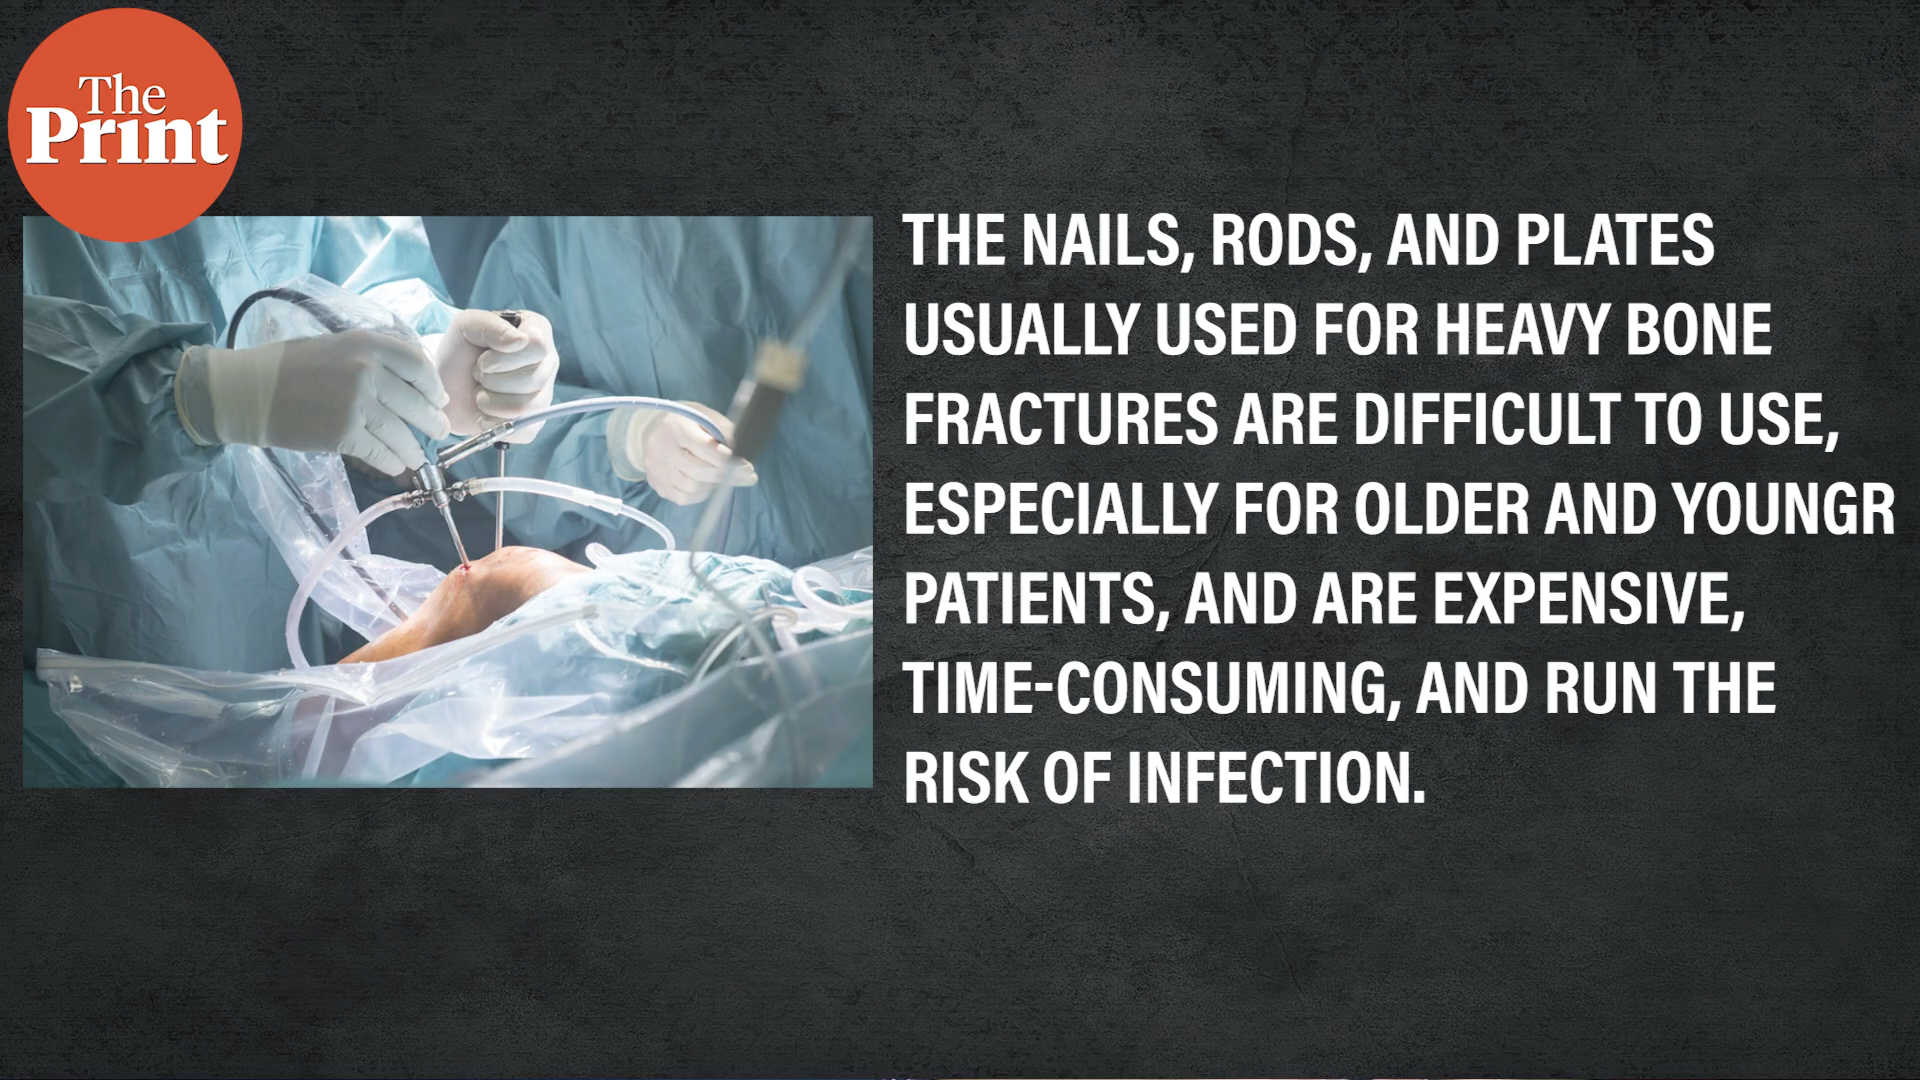 The
Print
THE NAILS, RODS, AND PLATES
USUALLY USED FOR HEAVY BONE
FRACTURES ARE DIFFICULT TO USE,
ESPECIALLY FOR OLDER AND YOUNGR
PATIENTS, AND ARE EXPENSIVE,
TIME-CONSUMING, AND RUN THE
RISK OF INFECTION.